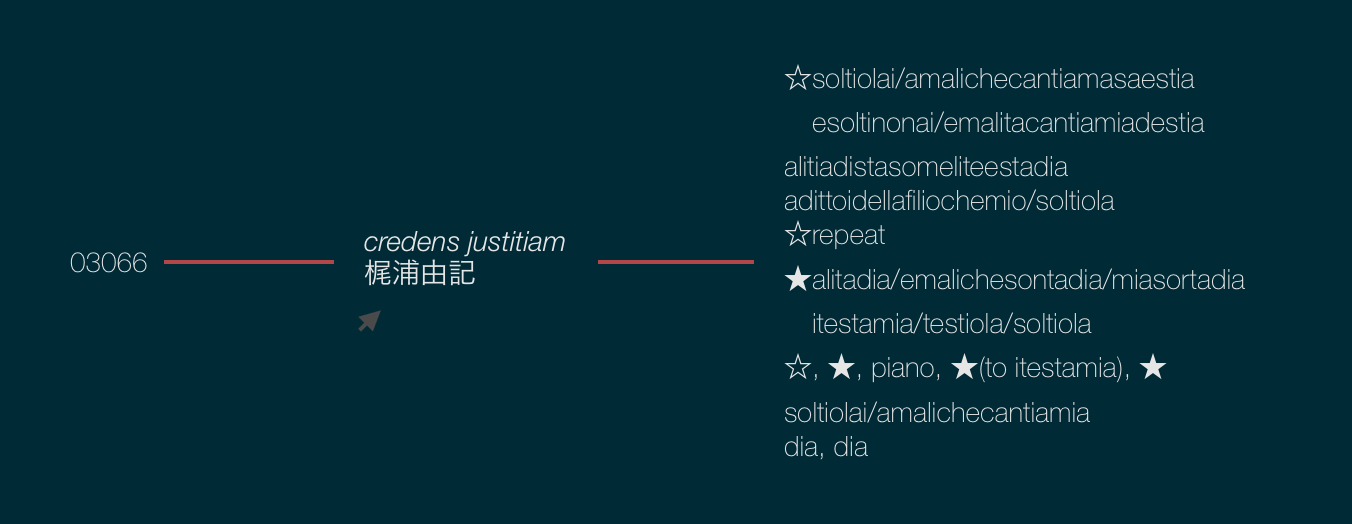 03066
credens justitiam
梶浦由記
☆soltiolai/amalichecantiamasaestia
esoltinonai/emalitacantiamiadestia
alitiadistasomeliteestadia
adittoidellafiliochemio/soltiola
☆repeat
★alitadia/emalichesontadia/miasortadia
itestamia/testiola/soltiola
☆, ★, piano, ★(to itestamia), ★
soltiolai/amalichecantiamia
dia, dia